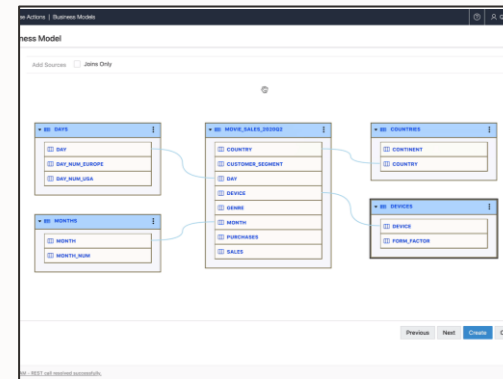 Actions | Business Models
ness Model
Add Sources: Joins Only
DAYS
DAY
DAY_NUM_EUROPE
DAY_NUM_USA
MONTHS
MONTH
MONTH_NUM
MOVIE_SALES_2020Q2
COUNTRY
CUSTOMER_SEGMENT
DAY
DEVICE
GENRE
MONTH
PURCHASES
SALES
COUNTRIES
CONTINENT
COUNTRY
DEVICES
DEVICE
FORM_FACTOR
Previous Next Create
- REST call resolved successfully.